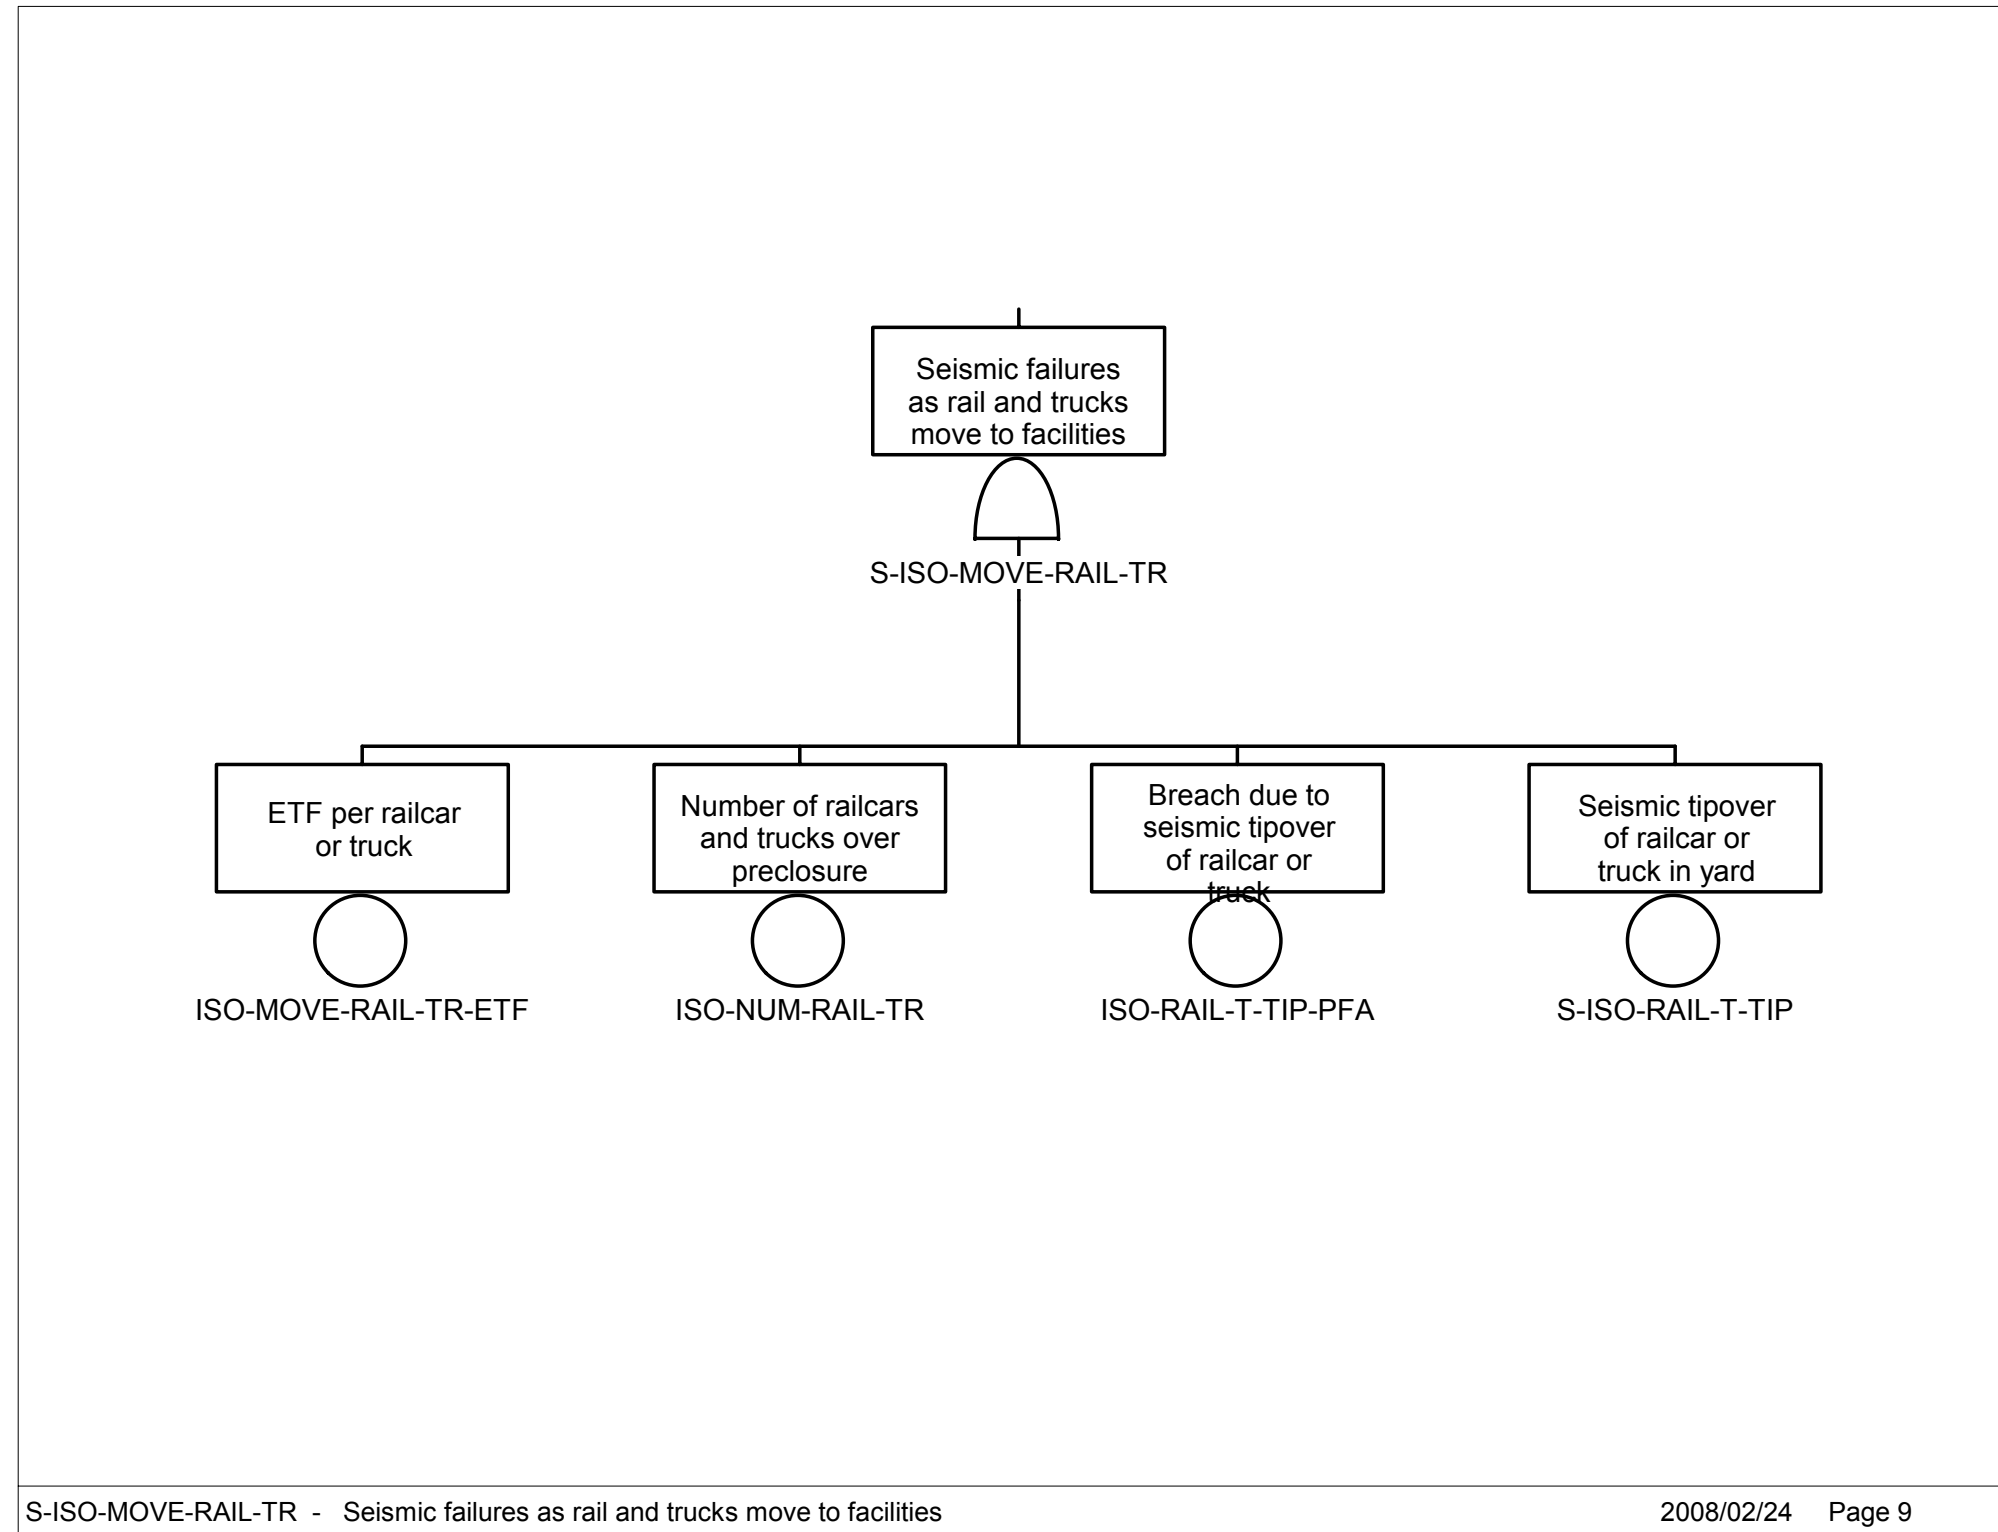 Seismic failures
as rail and trucks
move to facilities
S-ISO-MOVE-RAIL-TR
ETF per railcar
or truck
ISO-MOVE-RAIL-TR-ETF
Number of railcars
and trucks over
preclosure
ISO-NUM-RAIL-TR
Breach due to
seismic tipover
of railcar or
truck
ISO-RAIL-T-TIP-PFA
Seismic tipover
of railcar or
truck in yard
S-ISO-RAIL-T-TIP
S-ISO-MOVE-RAIL-TR - Seismic failures as rail and trucks move to facilities 2008/02/24 Page 9